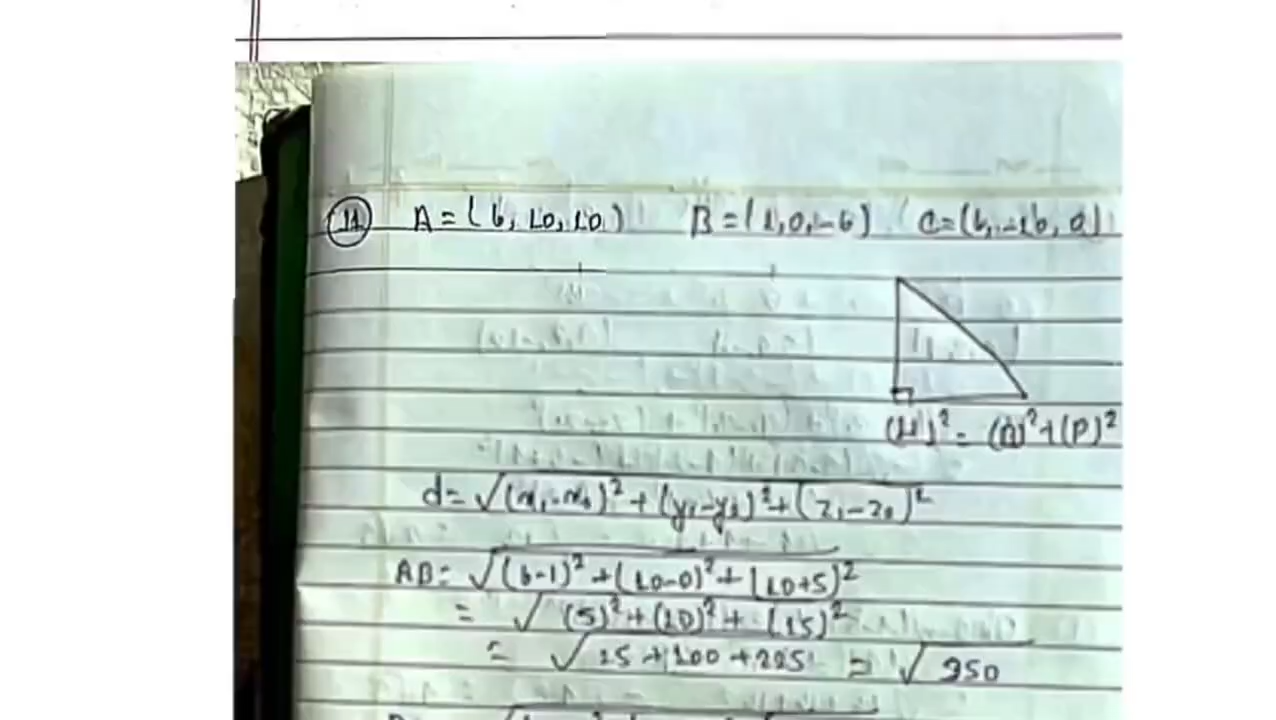 11 A = (6, 10, 10) B = (1, 0, -6) C = (6, -10, 0)
(H)² = (B)² + (P)²
d = √(x₁-x₂)² + (y₁-y₂)² + (z₁-z₂)²
AB = √(6-1)² + (10-0)² + (10+5)²
= √(5)² + (10)² + (15)²
= √25 + 100 + 225 = √350